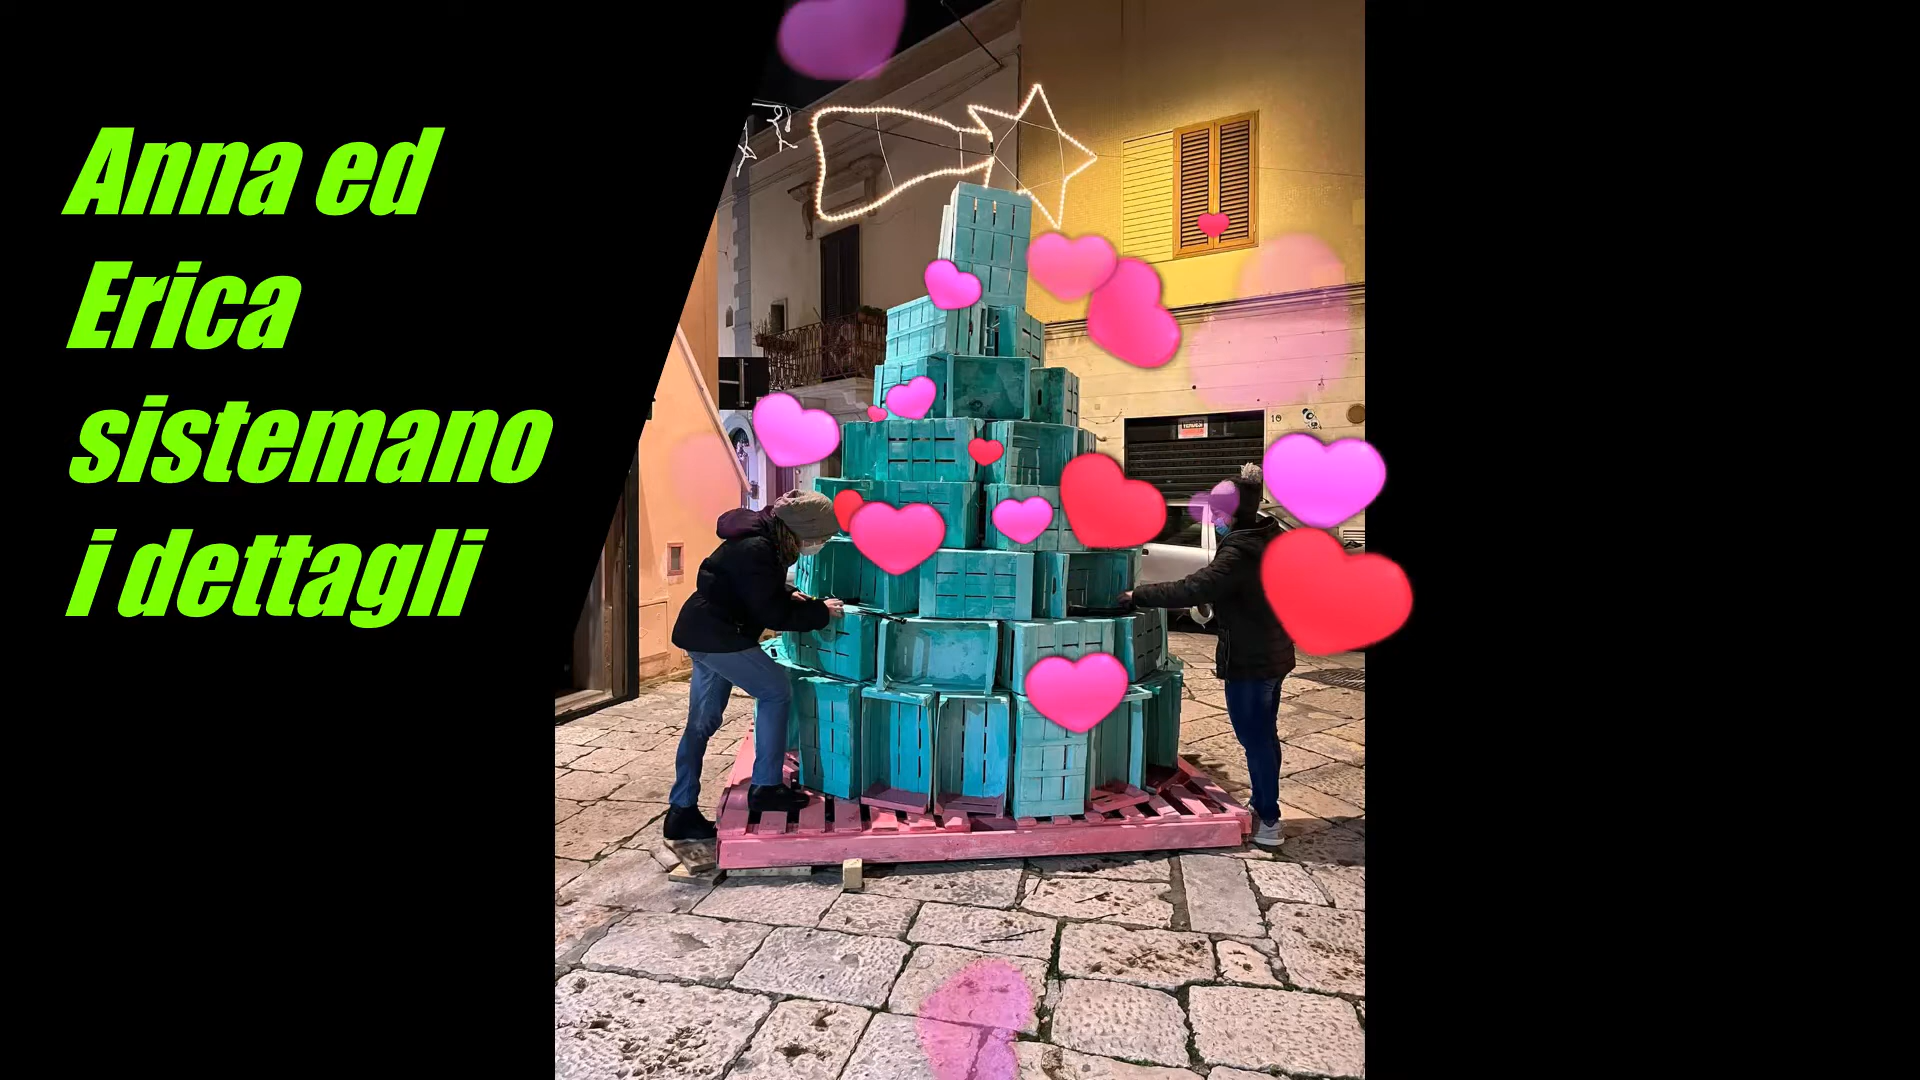 Anna ed
Erica
sistemano
i dettagli